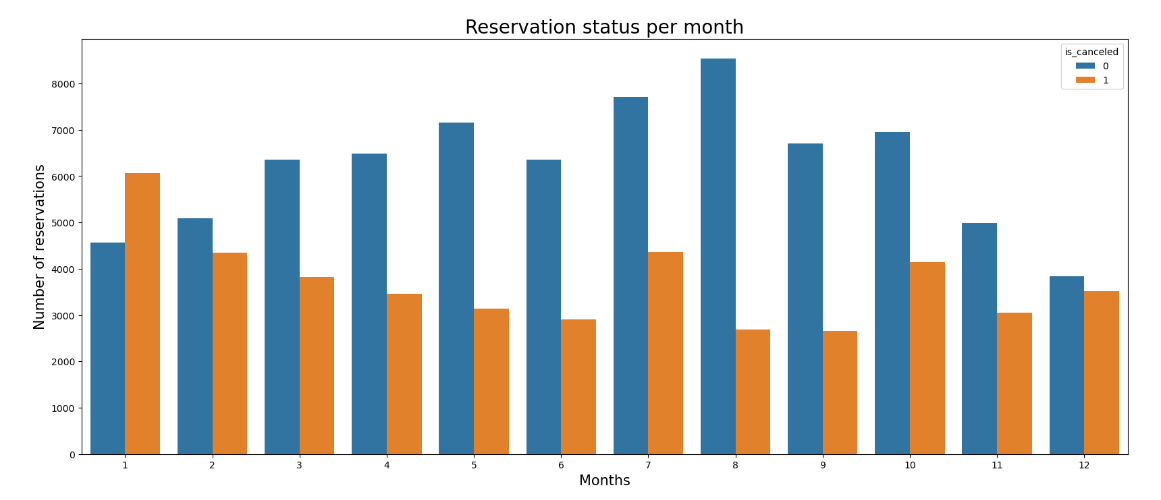 Reservation status per month
is_canceled
0
1
8000
7000
6000
5000
4000
3000
2000
1000
0
Number of reservations
1 2 3 4 5 6 7 8 9 10 11 12
Months